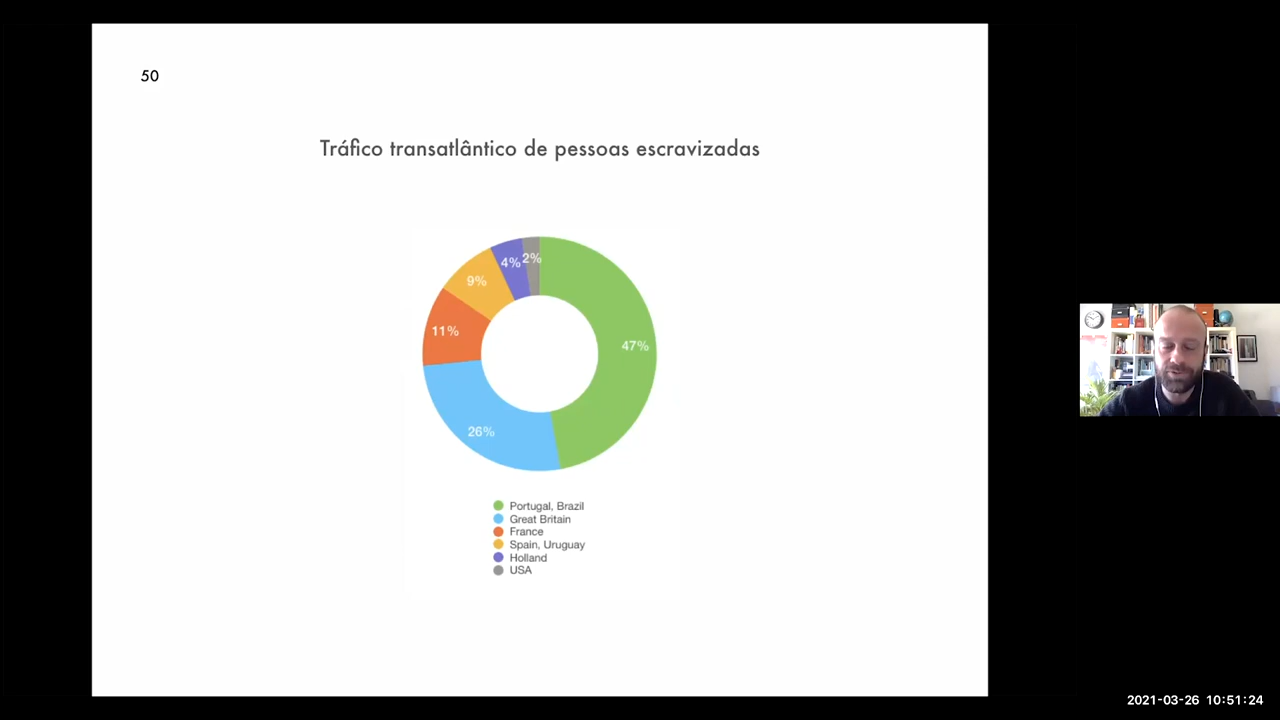 50
Tráfico transatlântico de pessoas escravizadas
4%
2%
9%
11%
47%
26%
Portugal, Brazil
Great Britain
France
Spain, Uruguay
Holland
USA
2021-03-26 10:51:24